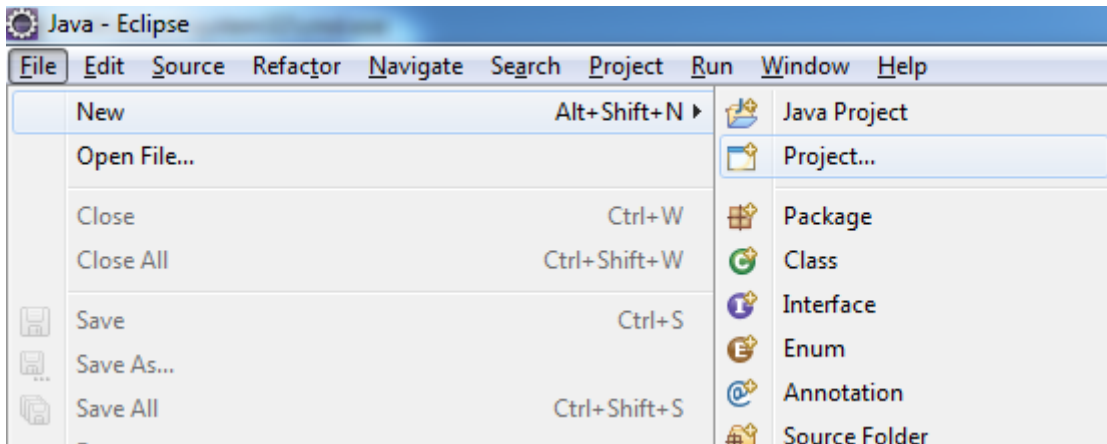 Java - Eclipse
File Edit Source Refactor Navigate Search Project Run Window Help
New Alt+Shift+N
Open File...
Close Ctrl+W
Close All Ctrl+Shift+W
Save Ctrl+S
Save As...
Save All Ctrl+Shift+S
Java Project
Project...
Package
Class
Interface
Enum
Annotation
Source Folder